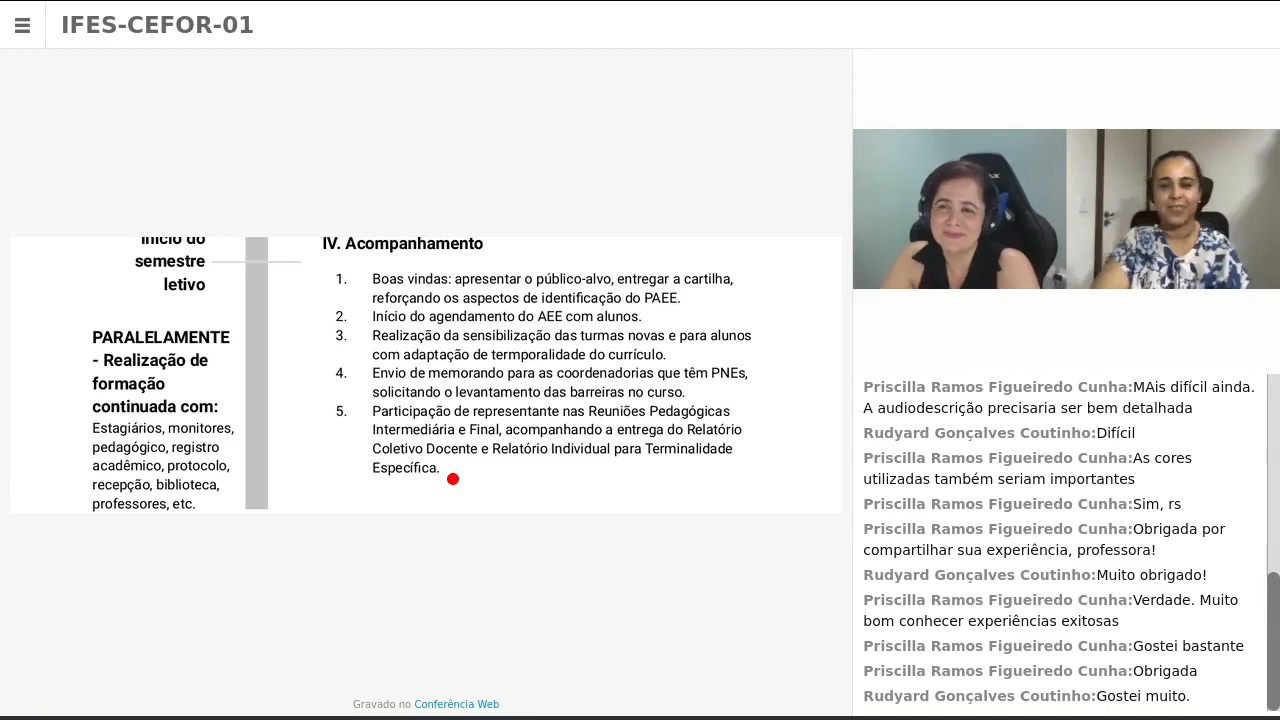 IFES-CEFOR-01
Início do
semestre
letivo
PARALELAMENTE
- Realização de
formação
continuada com:
Estagiários, monitores,
pedagógico, registro
acadêmico, protocolo,
recepção, biblioteca,
professores, etc.
IV. Acompanhamento
1. Boas vindas: apresentar o público-alvo, entregar a cartilha,
reforçando os aspectos de identificação do PAEE.
2. Início do agendamento do AEE com alunos.
3. Realização da sensibilização das turmas novas e para alunos
com adaptação de termporalidade do currículo.
4. Envio de memorando para as coordenadorias que têm PNEs,
solicitando o levantamento das barreiras no curso.
5. Participação de representante nas Reuniões Pedagógicas
Intermediária e Final, acompanhando a entrega do Relatório
Coletivo Docente e Relatório Individual para Terminalidade
Específica.
Priscilla Ramos Figueiredo Cunha:MAis difícil ainda.
A audiodescrição precisaria ser bem detalhada
Rudyard Gonçalves Coutinho:Difícil
Priscilla Ramos Figueiredo Cunha:As cores
utilizadas também seriam importantes
Priscilla Ramos Figueiredo Cunha:Sim, rs
Priscilla Ramos Figueiredo Cunha:Obrigada por
compartilhar sua experiência, professora!
Rudyard Gonçalves Coutinho:Muito obrigado!
Priscilla Ramos Figueiredo Cunha:Verdade. Muito
bom conhecer experiências exitosas
Priscilla Ramos Figueiredo Cunha:Gostei bastante
Priscilla Ramos Figueiredo Cunha:Obrigada
Rudyard Gonçalves Coutinho:Gostei muito.
Gravado no Conferência Web